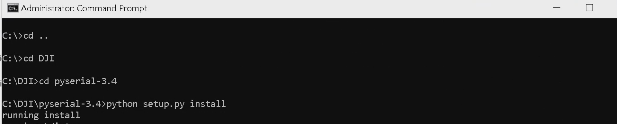 Administrator: Command Prompt
C:\>cd ..
C:\>cd DJI
C:\DJI>cd pyserial-3.4
C:\DJI\pyserial-3.4>python setup.py install
running install